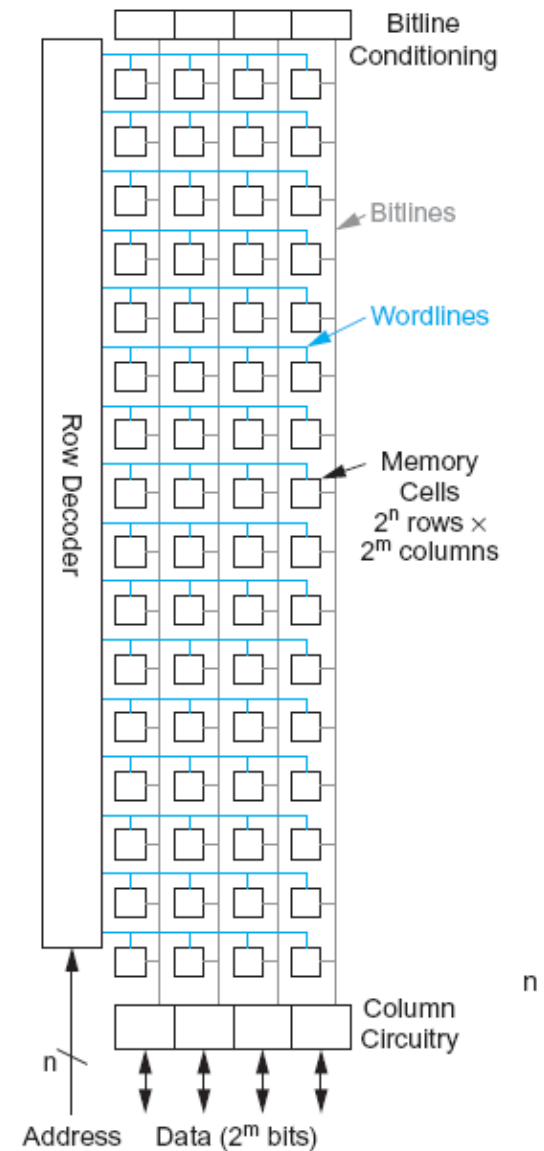 Bitline
Conditioning
Bitlines
Wordlines
Row Decoder
Memory
Cells
2ⁿ rows ×
2ᵐ columns
n
Column
Circuitry
n
Address
Data (2ᵐ bits)